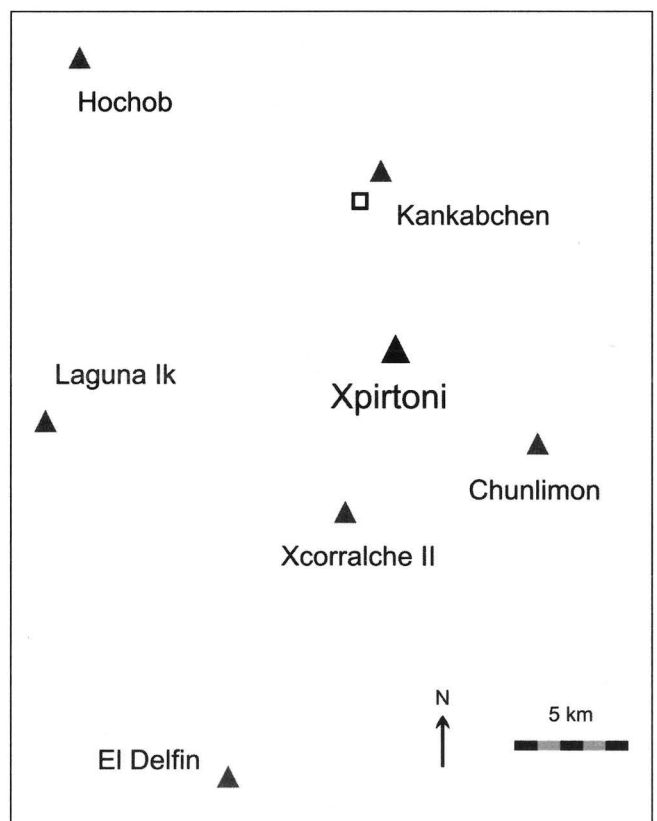 Hochob
Kankabchen
Laguna Ik
Xpirtoni
Chunlimon
Xcorralche II
N
5 km
El Delfin